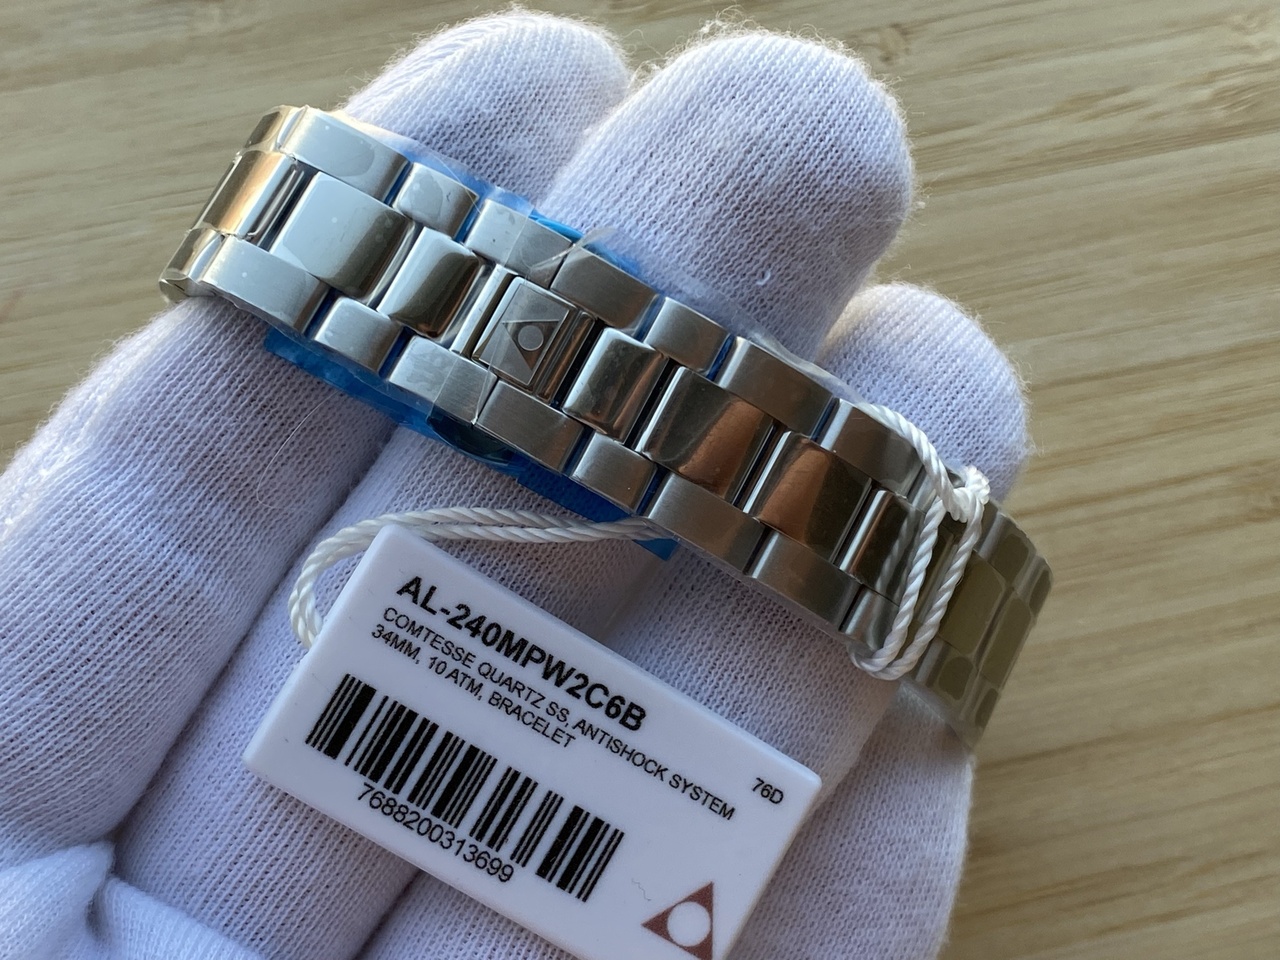 AL-240MPW2C6B
COMTESSE QUARTZ SS, ANTISHOCK SYSTEM
34MM, 10 ATM, BRACELET
76D
7688200313699